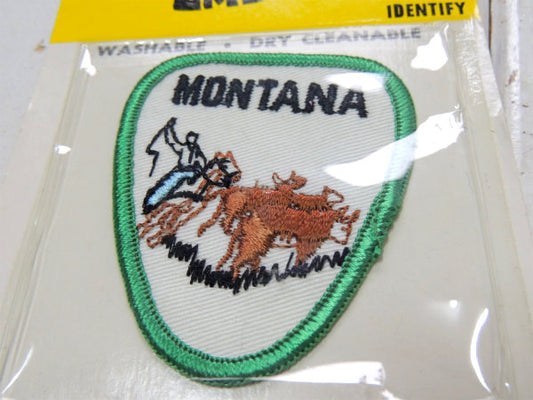 IDENTIFY
WASHABLE • DRY CLEANABLE
MONTANA